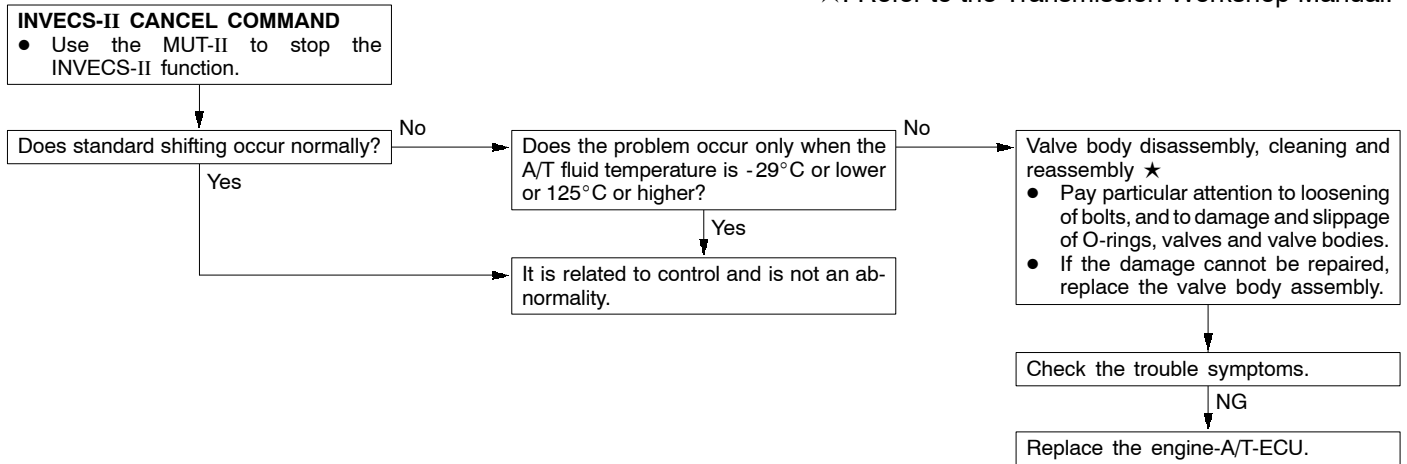 ★: Refer to the Transmission Workshop Manual.
INVECS-II CANCEL COMMAND
● Use the MUT-II to stop the
INVECS-II function.
Does standard shifting occur normally?
No
Yes
Does the problem occur only when the
A/T fluid temperature is -29°C or lower
or 125°C or higher?
No
Yes
It is related to control and is not an ab-
normality.
Valve body disassembly, cleaning and
reassembly ★
● Pay particular attention to loosening
of bolts, and to damage and slippage
of O-rings, valves and valve bodies.
● If the damage cannot be repaired,
replace the valve body assembly.
Check the trouble symptoms.
NG
Replace the engine-A/T-ECU.